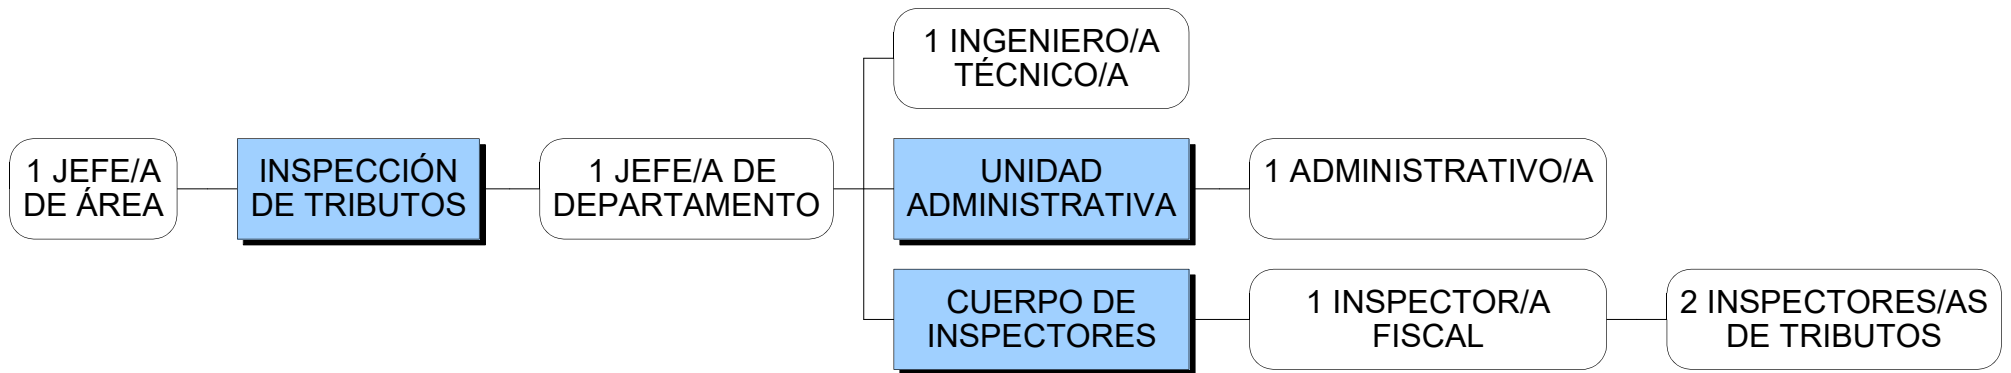 1 JEFE/A
DE ÁREA
INSPECCIÓN
DE TRIBUTOS
1 JEFE/A DE
DEPARTAMENTO
1 INGENIERO/A
TÉCNICO/A
UNIDAD
ADMINISTRATIVA
1 ADMINISTRATIVO/A
CUERPO DE
INSPECTORES
1 INSPECTOR/A
FISCAL
2 INSPECTORES/AS
DE TRIBUTOS